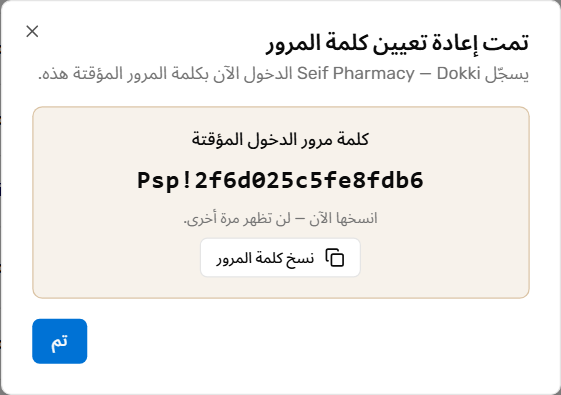 تمت إعادة تعيين كلمة المرور
يسجّل Seif Pharmacy — Dokki الدخول الآن بكلمة المرور المؤقتة هذه.
كلمة مرور الدخول المؤقتة
Psp!2f6d025c5fe8fdb6
انسخها الآن — لن تظهر مرة أخرى.
نسخ كلمة المرور
تم